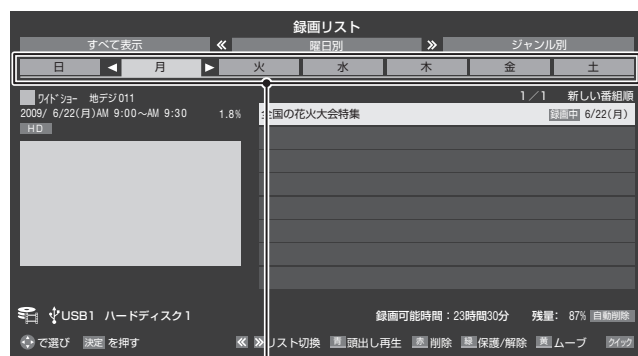 録画リスト
すべて表示 ≪ 曜日別 ≫ ジャンル別
日 ◀ 月 ▶ 火 水 木 金 土
ワイドショー 地デジ011 1/1 新しい番組順
2009/ 6/22(月)AM 9:00～AM 9:30 1.8% 全国の花火大会特集 録画中 6/22(月)
HD
USB1 ハードディスク1 録画可能時間:23時間30分 残量: 87% 自動削除
で選び 決定 を押す ≪ ≫リスト切換 青 頭出し再生 赤 削除 緑 保護/解除 黄 ムーブ クイック